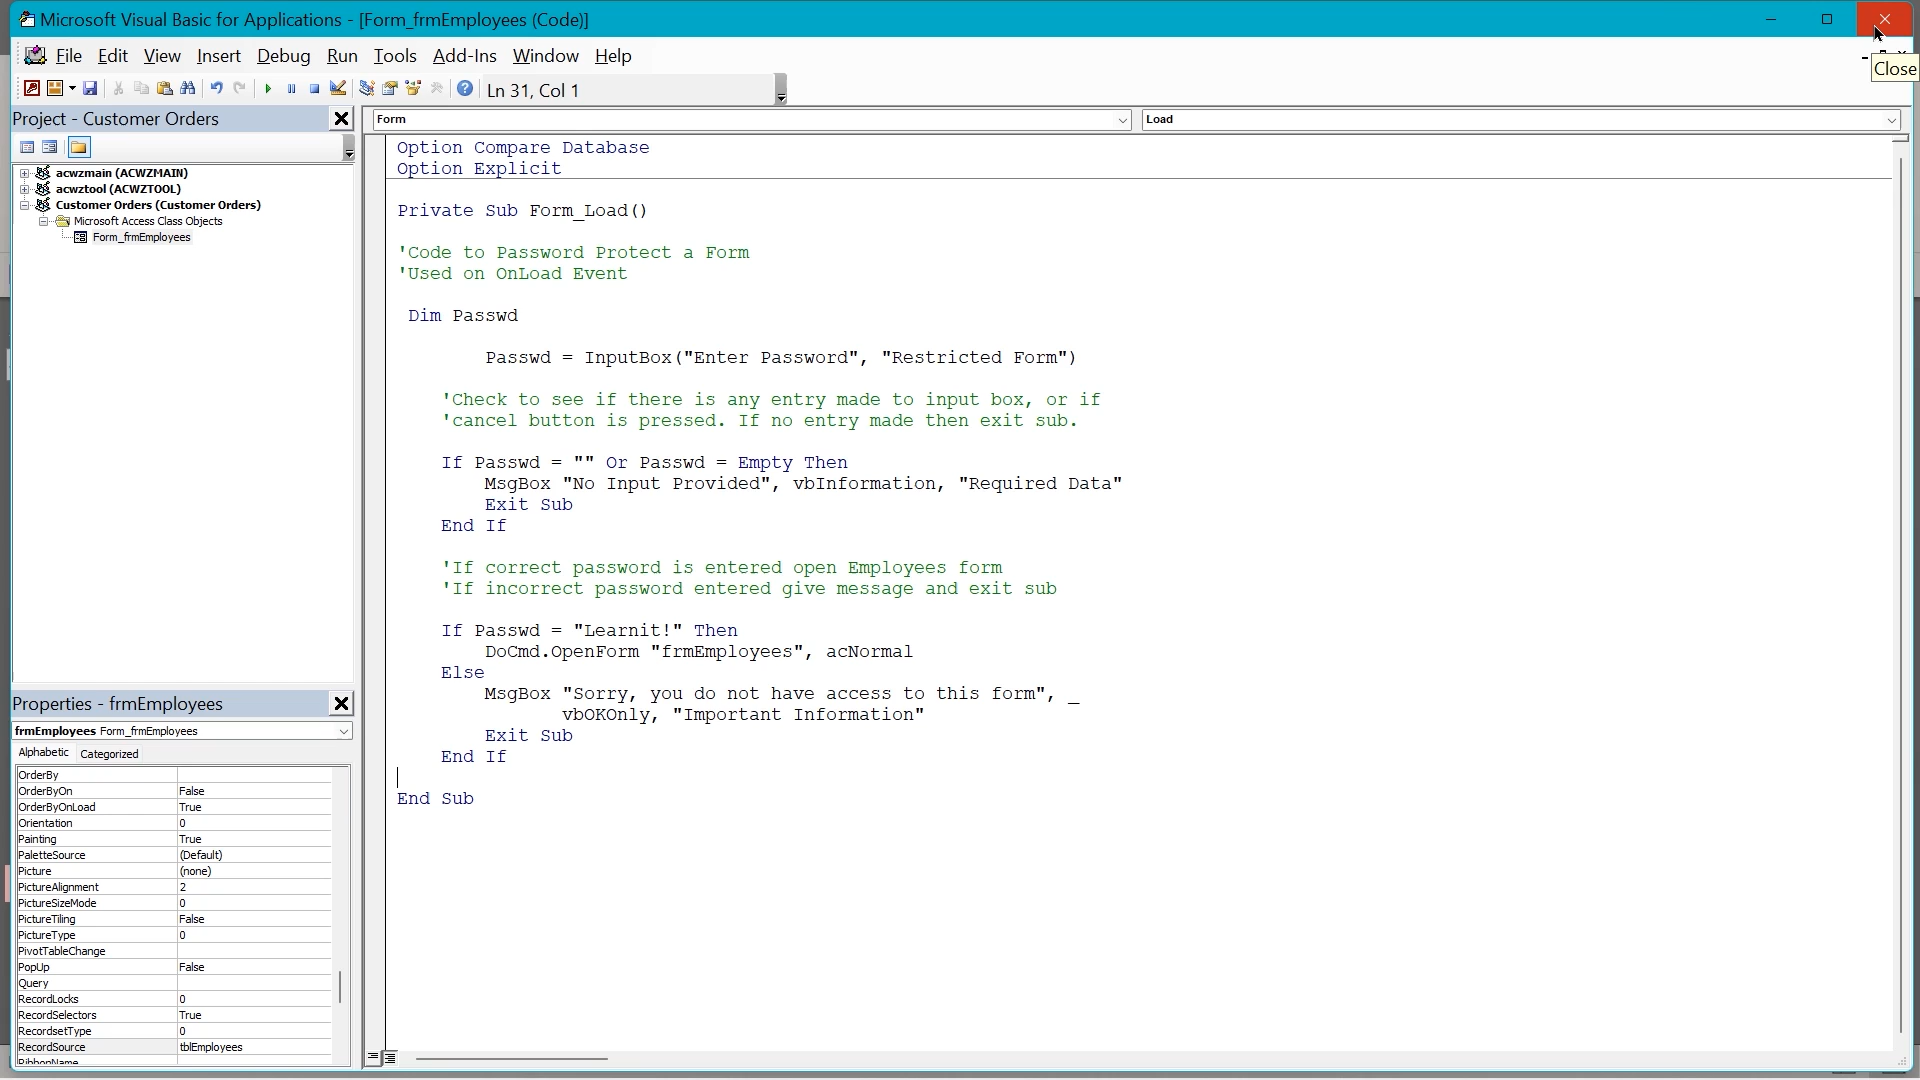 Microsoft Visual Basic for Applications - [Form_frmEmployees (Code)]
File Edit View Insert Debug Run Tools Add-Ins Window Help
Close
Ln 31, Col 1
Project - Customer Orders
acwzmain (ACWZMAIN)
acwztool (ACWZTOOL)
Customer Orders (Customer Orders)
Microsoft Access Class Objects
Form_frmEmployees
Properties - frmEmployees
frmEmployees Form_frmEmployees
Alphabetic Categorized
OrderBy
OrderByOn False
OrderByOnLoad True
Orientation 0
Painting True
PaletteSource (Default)
Picture (none)
PictureAlignment 2
PictureSizeMode 0
PictureTiling False
PictureType 0
PivotTableChange
PopUp False
Query
RecordLocks 0
RecordSelectors True
RecordsetType 0
RecordSource tblEmployees
RibbonName
Form Load
Option Compare Database
Option Explicit
Private Sub Form_Load()
'Code to Password Protect a Form
'Used on OnLoad Event
Dim Passwd
Passwd = InputBox("Enter Password", "Restricted Form")
'Check to see if there is any entry made to input box, or if
'cancel button is pressed. If no entry made then exit sub.
If Passwd = "" Or Passwd = Empty Then
MsgBox "No Input Provided", vbInformation, "Required Data"
Exit Sub
End If
'If correct password is entered open Employees form
'If incorrect password entered give message and exit sub
If Passwd = "Learnit!" Then
DoCmd.OpenForm "frmEmployees", acNormal
Else
MsgBox "Sorry, you do not have access to this form", _
vbOKOnly, "Important Information"
Exit Sub
End If
End Sub